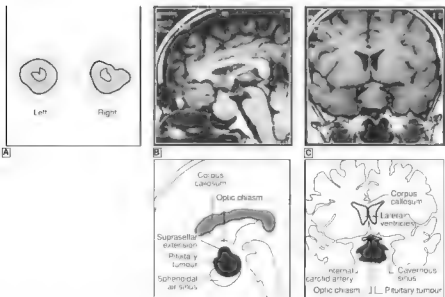 Left Right
A
B
C
Corpus
callosum
Optic chiasm
Suprasellar
extension
Pituitary
tumour
Sphenoidal
air sinus
Corpus
callosum
Lateral
ventricles
Internal
carotid artery
Cavernous
sinus
Optic chiasm
Pituitary tumour